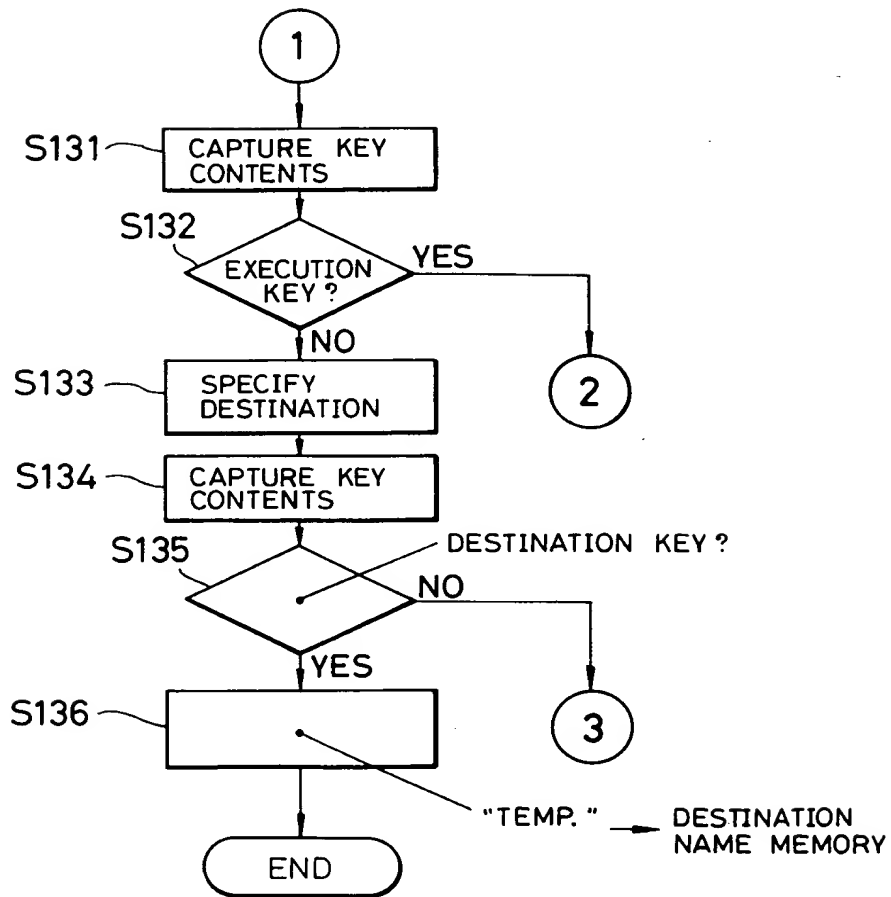 1
S131
CAPTURE KEY
CONTENTS
S132
EXECUTION
KEY?
YES
NO
2
S133
SPECIFY
DESTINATION
S134
CAPTURE KEY
CONTENTS
S135
DESTINATION KEY?
NO
YES
3
S136
"TEMP." → DESTINATION
NAME MEMORY
END